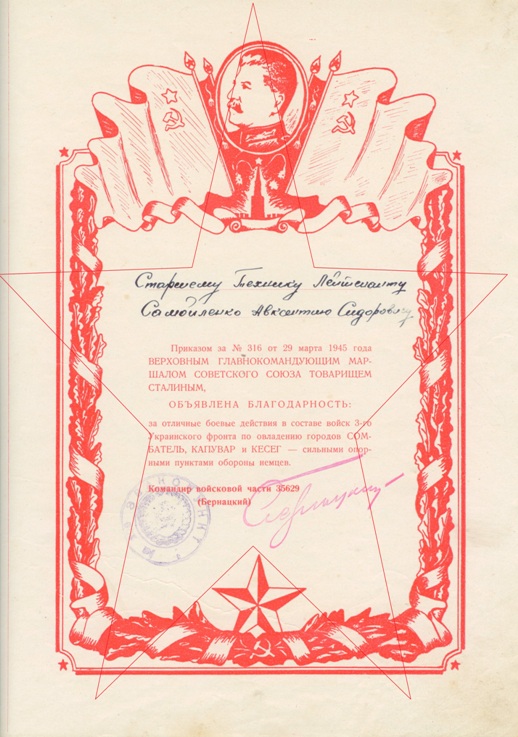 Старшему Технику Лейтенанту
Самойленко Авксентию Сидоровичу
Приказом за № 316 от 29 марта 1945 года
ВЕРХОВНЫМ ГЛАВНОКОМАНДУЮЩИМ МАР-
ШАЛОМ СОВЕТСКОГО СОЮЗА ТОВАРИЩЕМ
СТАЛИНЫМ,
ОБЪЯВЛЕНА БЛАГОДАРНОСТЬ:
за отличные боевые действия в составе войск 3-го
Украинского фронта по овладению городов СОМ-
БАТЕЛЬ, КАПУВАР и КЕСЕГ — сильными опор-
ными пунктами обороны немцев.
Командир войсковой части 35629
(Бернацкий)